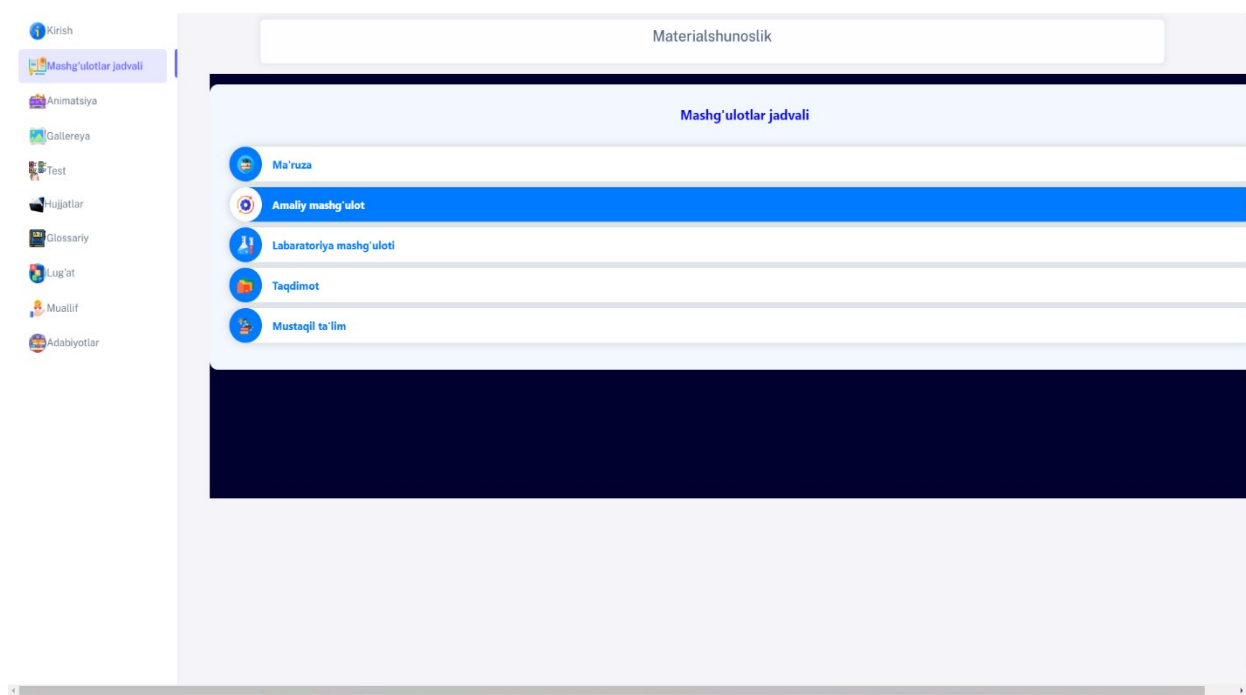 Kirish
Mashg'ulotlar jadvali
Animatsiya
Gallereya
Test
Hujjatlar
Glossariy
Lug'at
Muallif
Adabiyotlar
Materialshunoslik
Mashg'ulotlar jadvali
Ma'ruza
Amaliy mashg'ulot
Labaratoriya mashg'uloti
Taqdimot
Mustaqil ta'lim